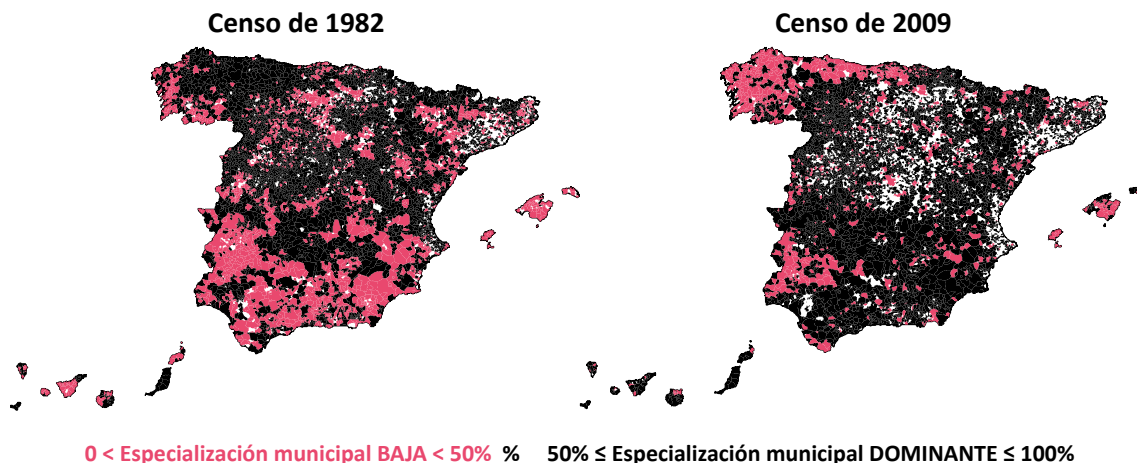 Censo de 1982 Censo de 2009
0 < Especialización municipal BAJA < 50% % 50% ≤ Especialización municipal DOMINANTE ≤ 100%